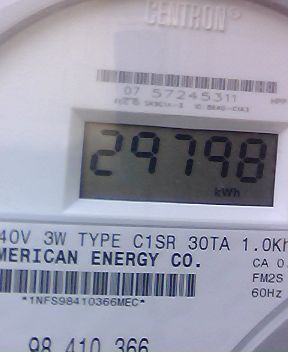 CENTRON®
07 57245311
29798
kWh
40V 3W TYPE C1SR 30TA 1.0Kh
MERICAN ENERGY CO.
CA 0.
FM2S
60Hz
*1NFS98410366MEC*
98 410 366